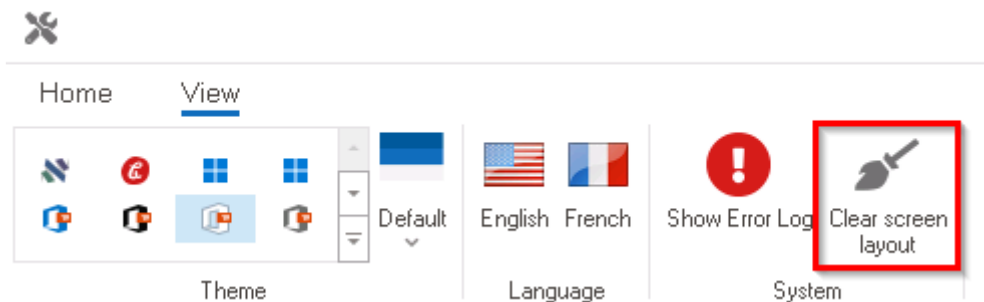 Home View
Default
English French
Show Error Log
Clear screen
layout
Theme
Language
System